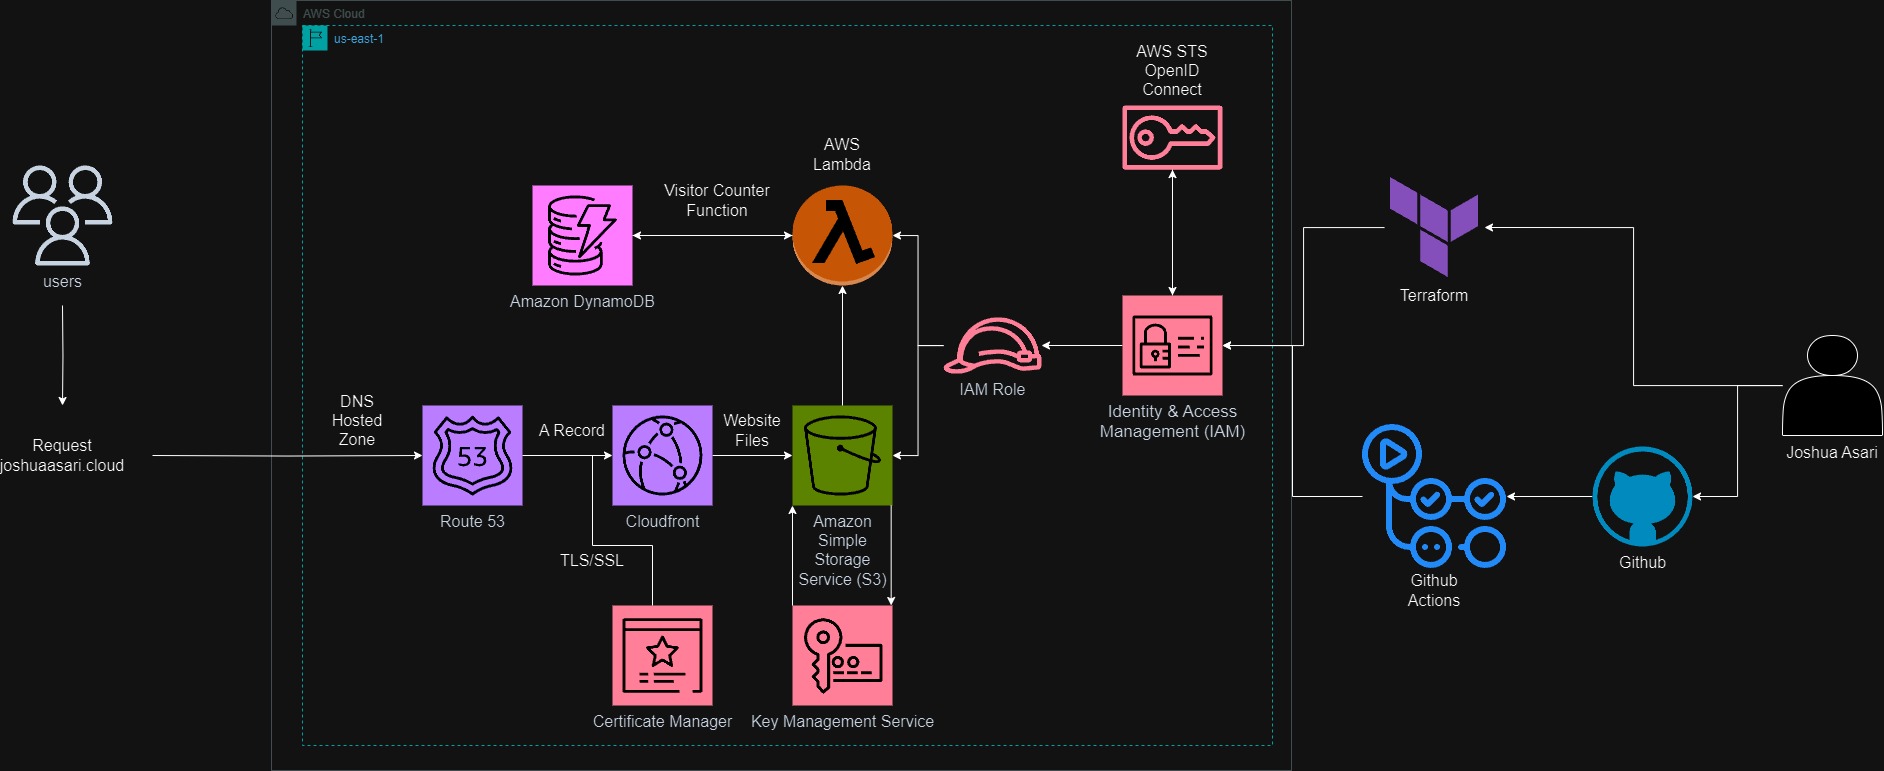 AWS Cloud
us-east-1
AWS STS
OpenID
Connect
AWS
Lambda
Visitor Counter
Function
users
Amazon DynamoDB
Terraform
IAM Role
Identity & Access
Management (IAM)
DNS
Hosted
Zone
A Record
Website
Files
Request
joshuaasari.cloud
53
Joshua Asari
Route 53
Cloudfront
Amazon
Simple
Storage
Service (S3)
TLS/SSL
Github
Github
Actions
Certificate Manager
Key Management Service